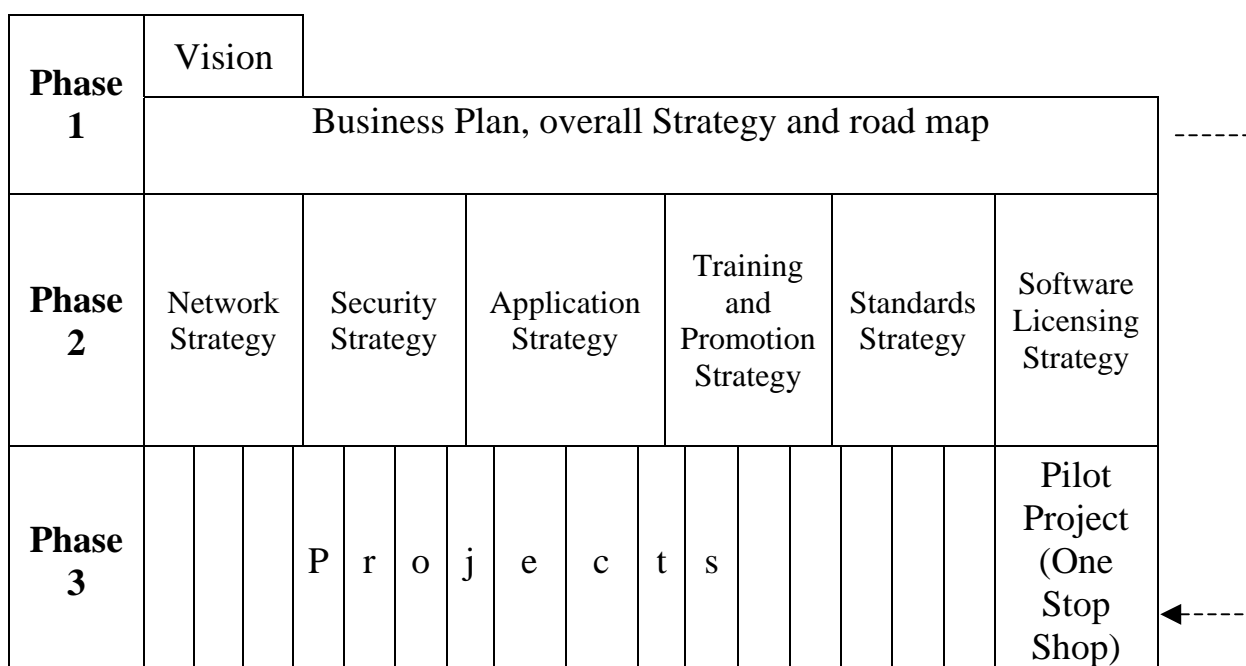 Phase
1
Vision
Business Plan, overall Strategy and road map
Phase
2
Network
Strategy
Security
Strategy
Application
Strategy
Training
and
Promotion
Strategy
Standards
Strategy
Software
Licensing
Strategy
Phase
3
P r o j e c t s
Pilot
Project
(One
Stop
Shop)